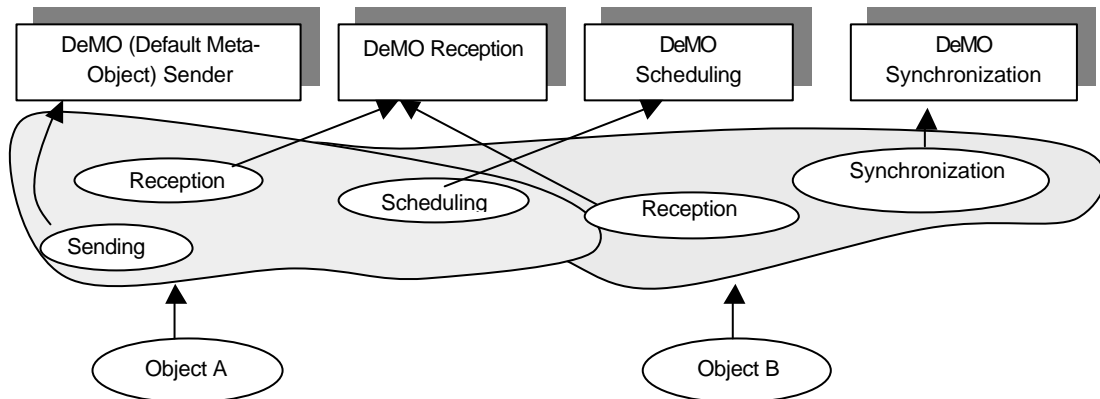 DeMO (Default Meta-
Object) Sender
DeMO Reception
DeMO
Scheduling
DeMO
Synchronization
Reception
Scheduling
Reception
Synchronization
Sending
Object A
Object B